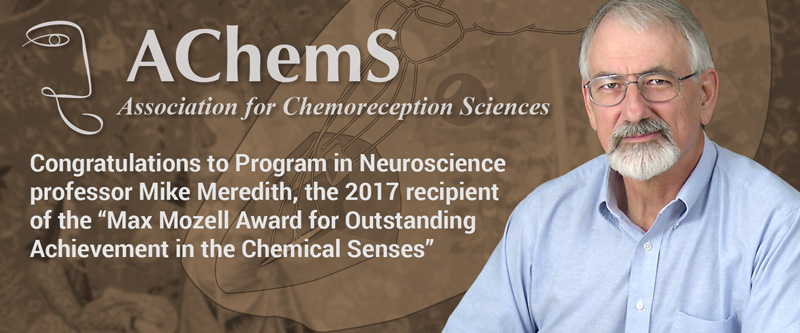 AChemS
Association for Chemoreception Sciences
Congratulations to Program in Neuroscience
professor Mike Meredith, the 2017 recipient
of the “Max Mozell Award for Outstanding
Achievement in the Chemical Senses”